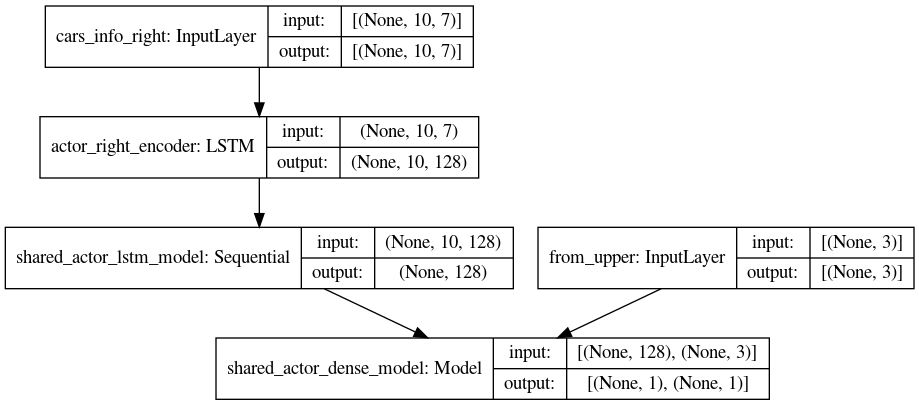 cars_info_right: InputLayer
input:
[(None, 10, 7)]
output:
[(None, 10, 7)]
actor_right_encoder: LSTM
input:
(None, 10, 7)
output:
(None, 10, 128)
shared_actor_lstm_model: Sequential
input:
(None, 10, 128)
output:
(None, 128)
from_upper: InputLayer
input:
[(None, 3)]
output:
[(None, 3)]
shared_actor_dense_model: Model
input:
[(None, 128), (None, 3)]
output:
[(None, 1), (None, 1)]